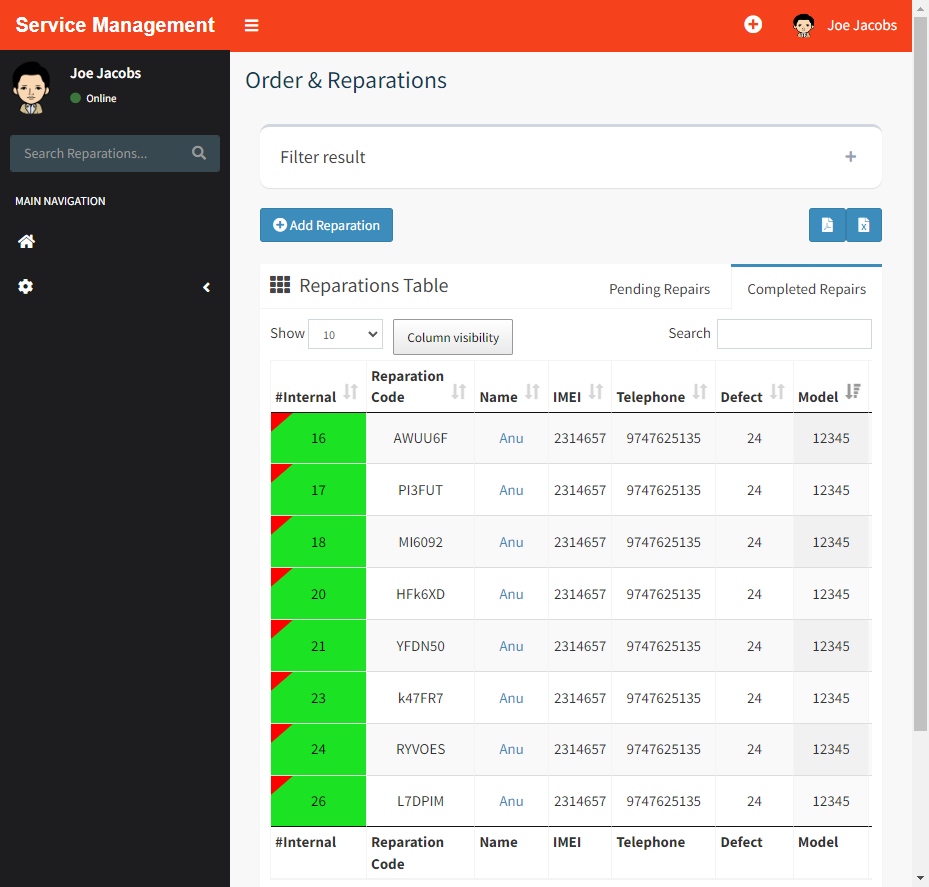 Service Management
Joe Jacobs
Joe Jacobs
Online
Search Reparations...
MAIN NAVIGATION
Order & Reparations
Filter result
Add Reparation
Reparations Table
Pending Repairs
Completed Repairs
Show 10 Column visibility Search
#Internal Reparation Code Name IMEI Telephone Defect Model
16 AWUU6F Anu 2314657 9747625135 24 12345
17 PI3FUT Anu 2314657 9747625135 24 12345
18 MI6092 Anu 2314657 9747625135 24 12345
20 HFk6XD Anu 2314657 9747625135 24 12345
21 YFDN50 Anu 2314657 9747625135 24 12345
23 k47FR7 Anu 2314657 9747625135 24 12345
24 RYVOES Anu 2314657 9747625135 24 12345
26 L7DPIM Anu 2314657 9747625135 24 12345
#Internal Reparation Code Name IMEI Telephone Defect Model